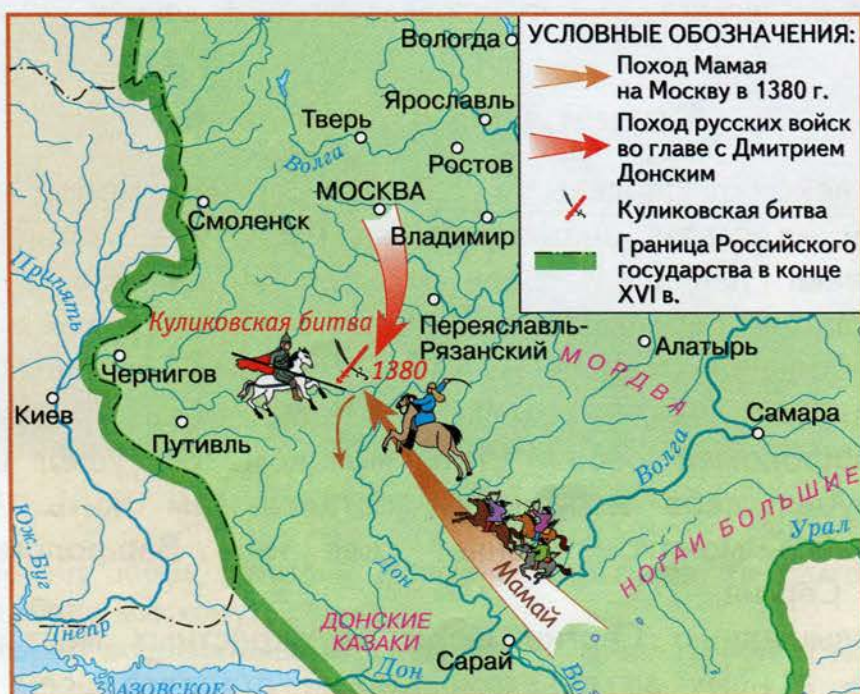 УСЛОВНЫЕ ОБОЗНАЧЕНИЯ:
Поход Мамая
на Москву в 1380 г.
Поход русских войск
во главе с Дмитрием
Донским
Куликовская битва
Граница Российского
государства в конце
XVI в.
Вологда
Ярославль
Тверь
Волга
Ростов
МОСКВА
Смоленск
Владимир
Припять
Куликовская битва
1380
Переяславль-
Рязанский
МОРДВА
Алатырь
Чернигов
Киев
Путивль
Самара
Волга
НОГАИ БОЛЬШИЕ
Урал
Юж. Буг
Дон
Мамай
Днепр
ДОНСКИЕ
КАЗАКИ
Дон
Сарай
АЗОВСКОЕ